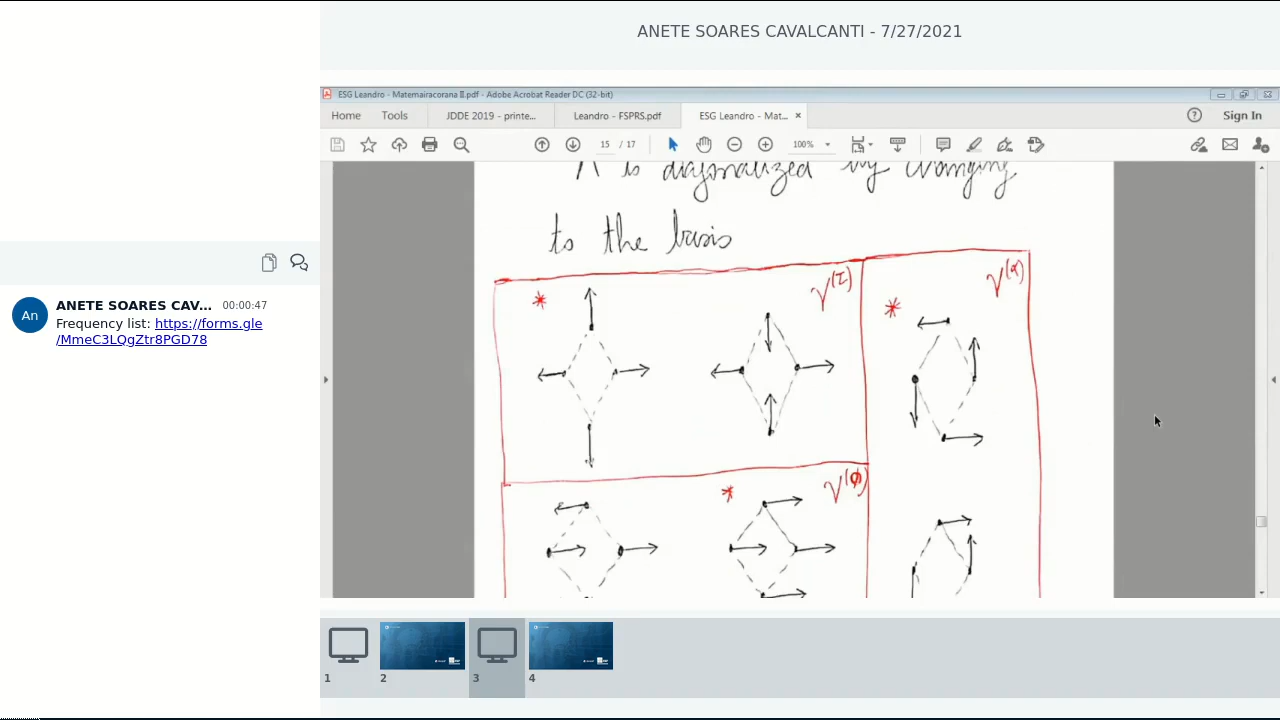 ANETE SOARES CAVALCANTI - 7/27/2021
ESG Leandro - Matemairacorana II.pdf - Adobe Acrobat Reader DC (32-bit)
Home Tools JDDE 2019 - printe... Leandro - FSPRS.pdf ESG Leandro - Mat... × Sign In
15 / 17 100%
is diagonalized by changing
to the basis
* V(I) * V(α)
* V(φ)
An ANETE SOARES CAV... 00:00:47
Frequency list: https://forms.gle
/MmeC3LQgZtr8PGD78
1 2 3 4